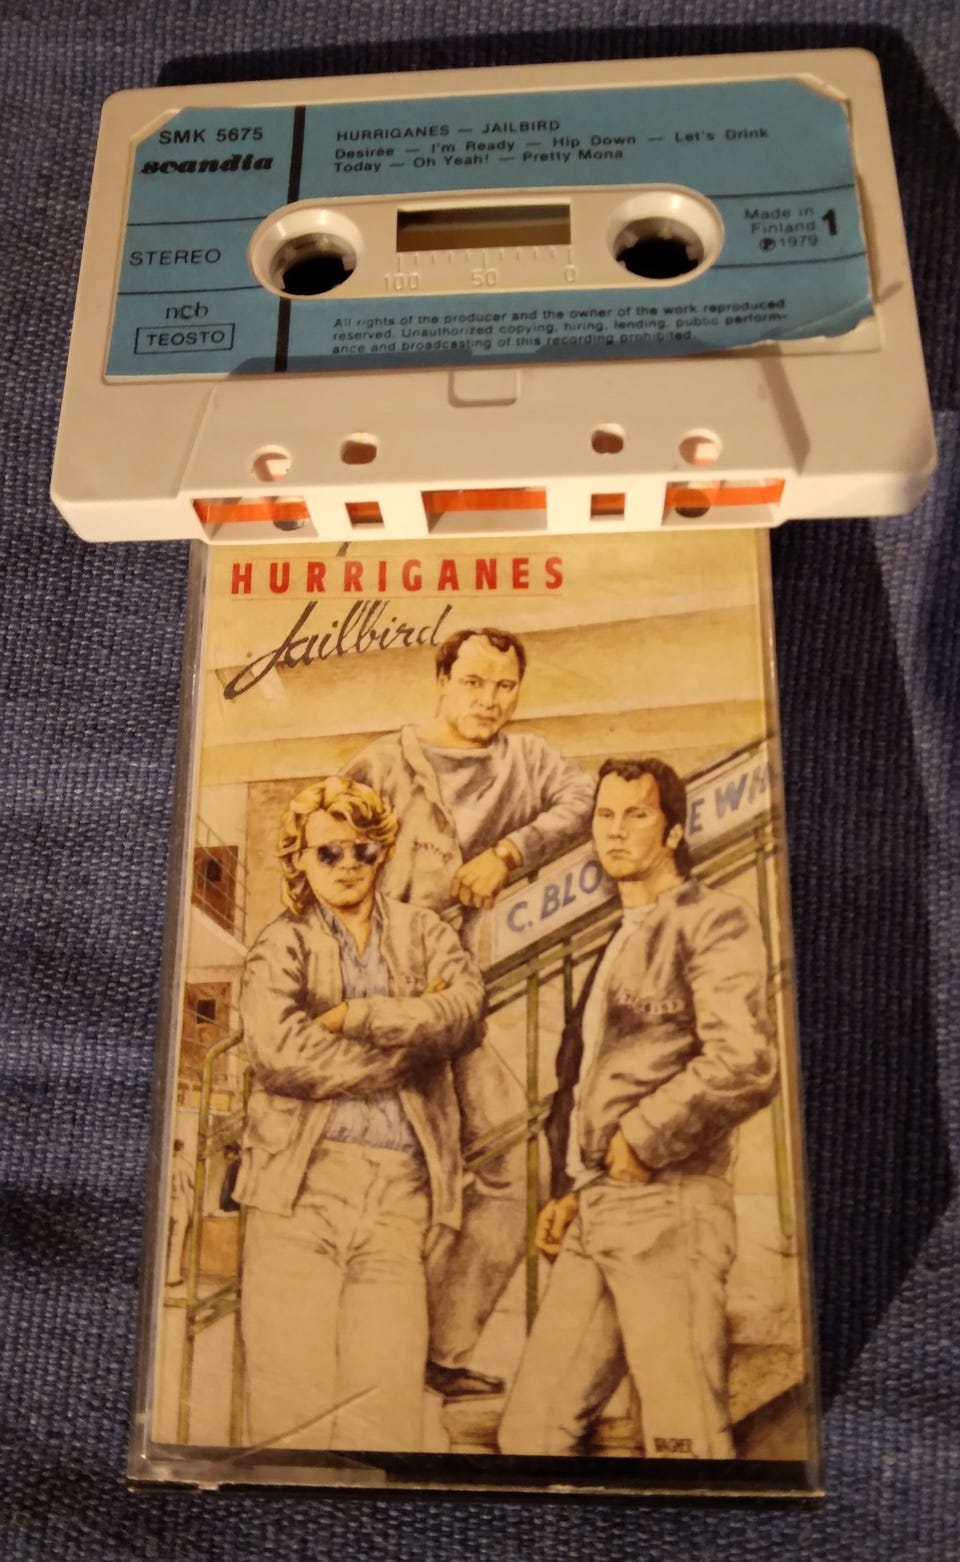 SMK 5675
scandia
HURRIGANES — JAILBIRD
Desirée — I'm Ready — Hip Down — Let's Drink
Today — Oh Yeah! — Pretty Mona
STEREO
Made in
Finland
℗ 1979
1
100 50 0
ncb
TEOSTO
All rights of the producer and the owner of the work reproduced
reserved. Unauthorized copying, hiring, lending, public perform-
ance and broadcasting of this recording prohibited.
HURRIGANES
Jailbird
C. BLO
E WH
WAGNER